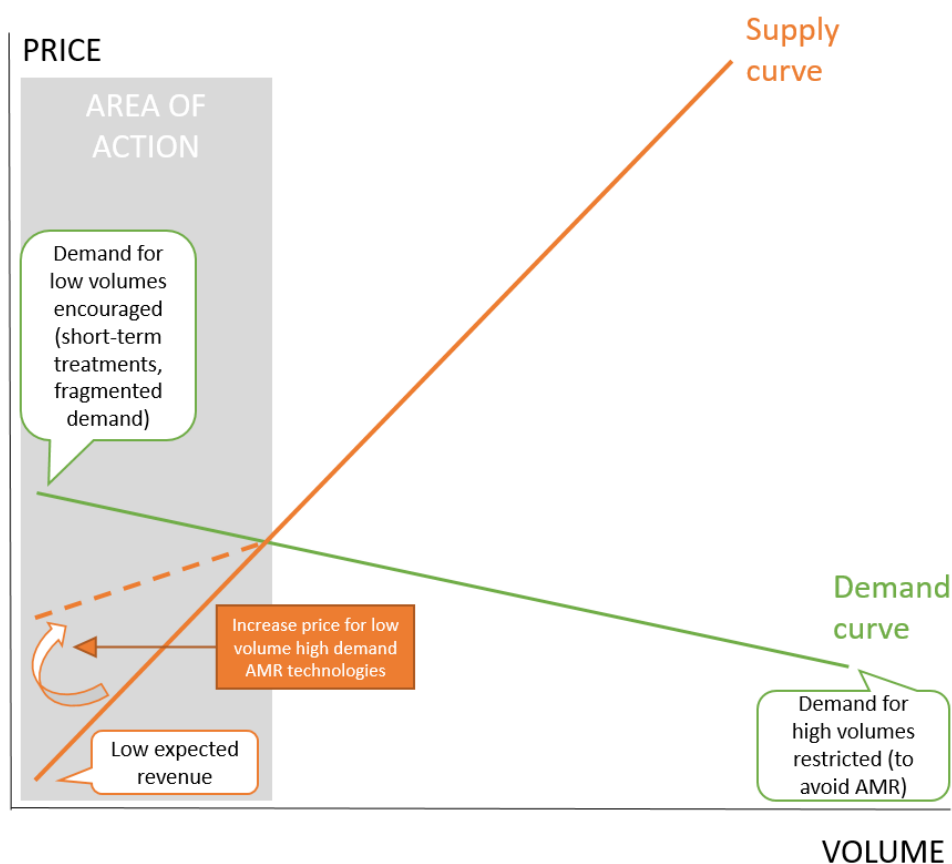 PRICE
Supply
curve
AREA OF
ACTION
Demand for
low volumes
encouraged
(short-term
treatments,
fragmented
demand)
Demand
curve
Increase price for low
volume high demand
AMR technologies
Low expected
revenue
Demand for
high volumes
restricted (to
avoid AMR)
VOLUME